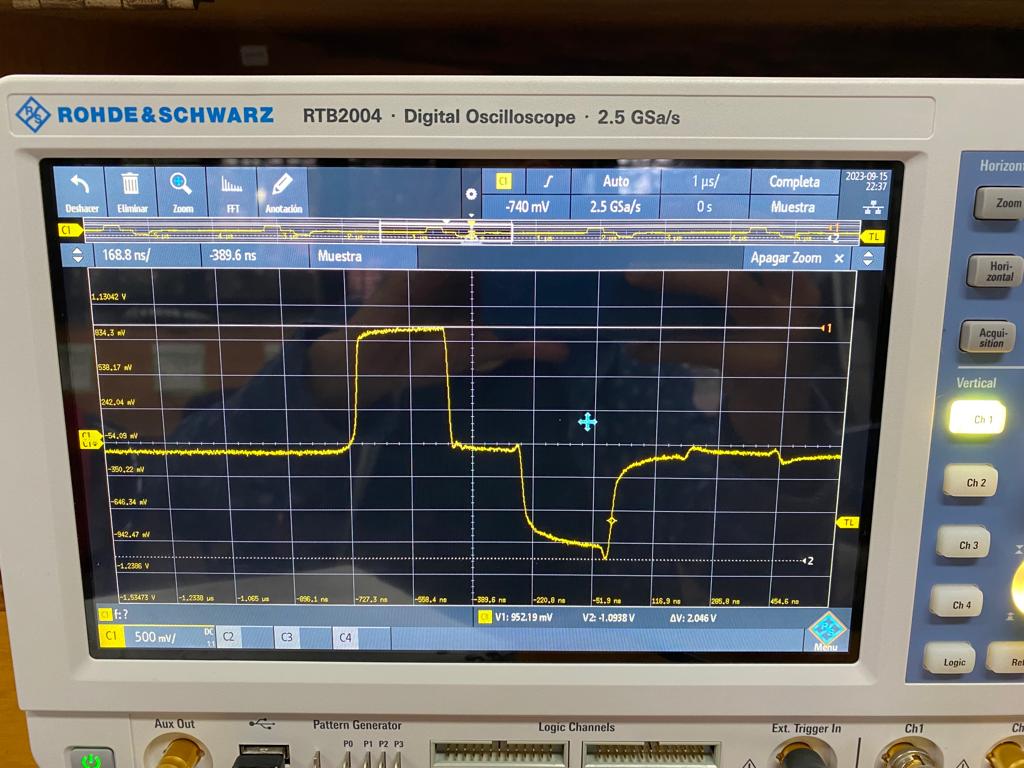 ROHDE & SCHWARZ RTB2004 · Digital Oscilloscope · 2.5 GSa/s
Horizont
Zoom
Hori-
zontal
Acqui-
sition
Vertical
Ch 1
Ch 2
Ch 3
Ch 4
Logic
Deshacer Eliminar Zoom FFT Anotación
C1 Auto 1 µs/ Completa
-740 mV 2.5 GSa/s 0 s Muestra
2023-09-15
22:37
C1 TL
168.8 ns/ -389.6 ns Muestra Apagar Zoom ×
1.13042 V
834.3 mV 1
538.17 mV
242.04 mV
-54.09 mV
-350.22 mV
-646.34 mV
TL
-942.47 mV
-1.2386 V 2
-1.53473 V -1.2338 µs -1.065 µs -896.1 ns -727.3 ns -558.4 ns -389.6 ns -220.8 ns -51.9 ns 116.9 ns 285.8 ns 454.6 ns
C1 f: ?
C1 V1: 952.19 mV V2: -1.0938 V ΔV: 2.046 V
C1 500 mV/ DC C2 C3 C4
Menu
Aux Out Pattern Generator Logic Channels Ext. Trigger In Ch1 Ch
P0 P1 P2 P3